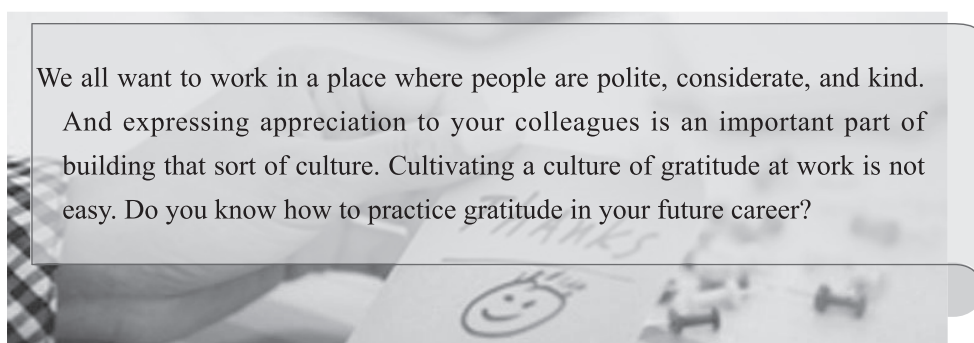 We all want to work in a place where people are polite, considerate, and kind.
And expressing appreciation to your colleagues is an important part of
building that sort of culture. Cultivating a culture of gratitude at work is not
easy. Do you know how to practice gratitude in your future career?
THANKS